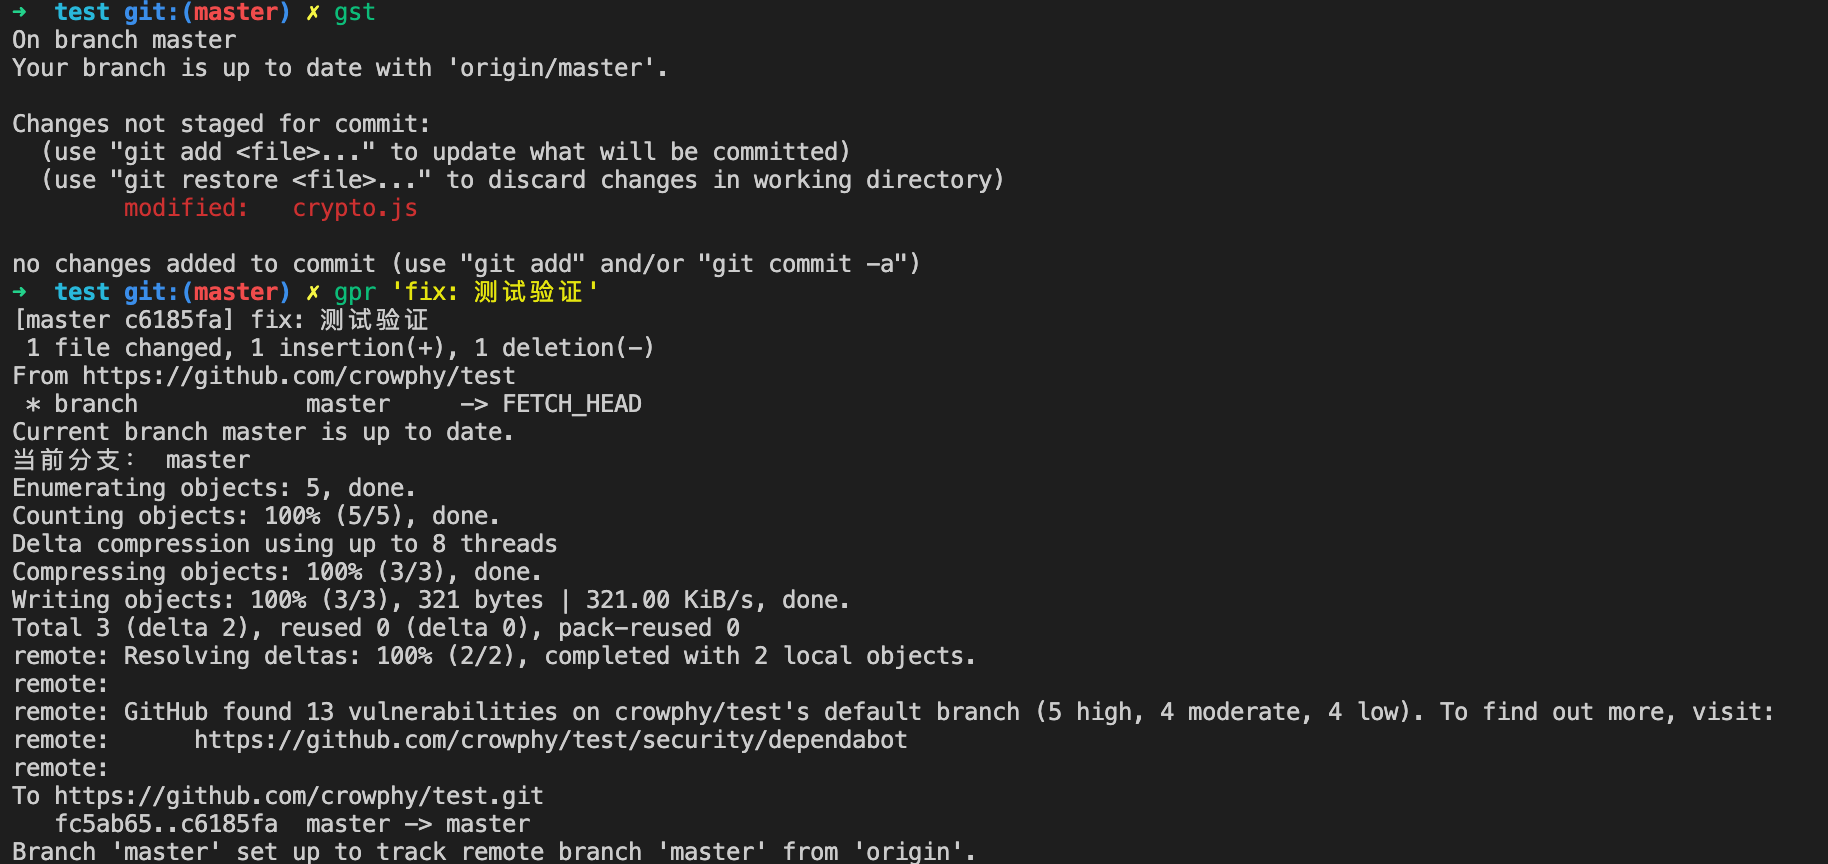 ➜  test git:(master) ✗ gst
On branch master
Your branch is up to date with 'origin/master'.
Changes not staged for commit:
  (use "git add <file>..." to update what will be committed)
  (use "git restore <file>..." to discard changes in working directory)
        modified:   crypto.js
no changes added to commit (use "git add" and/or "git commit -a")
➜  test git:(master) ✗ gpr 'fix: 测试验证'
[master c6185fa] fix: 测试验证
 1 file changed, 1 insertion(+), 1 deletion(-)
From https://github.com/crowphy/test
 * branch            master     -> FETCH_HEAD
Current branch master is up to date.
当前分支： master
Enumerating objects: 5, done.
Counting objects: 100% (5/5), done.
Delta compression using up to 8 threads
Compressing objects: 100% (3/3), done.
Writing objects: 100% (3/3), 321 bytes | 321.00 KiB/s, done.
Total 3 (delta 2), reused 0 (delta 0), pack-reused 0
remote: Resolving deltas: 100% (2/2), completed with 2 local objects.
remote:
remote: GitHub found 13 vulnerabilities on crowphy/test's default branch (5 high, 4 moderate, 4 low). To find out more, visit:
remote:      https://github.com/crowphy/test/security/dependabot
remote:
To https://github.com/crowphy/test.git
   fc5ab65..c6185fa  master -> master
Branch 'master' set up to track remote branch 'master' from 'origin'.